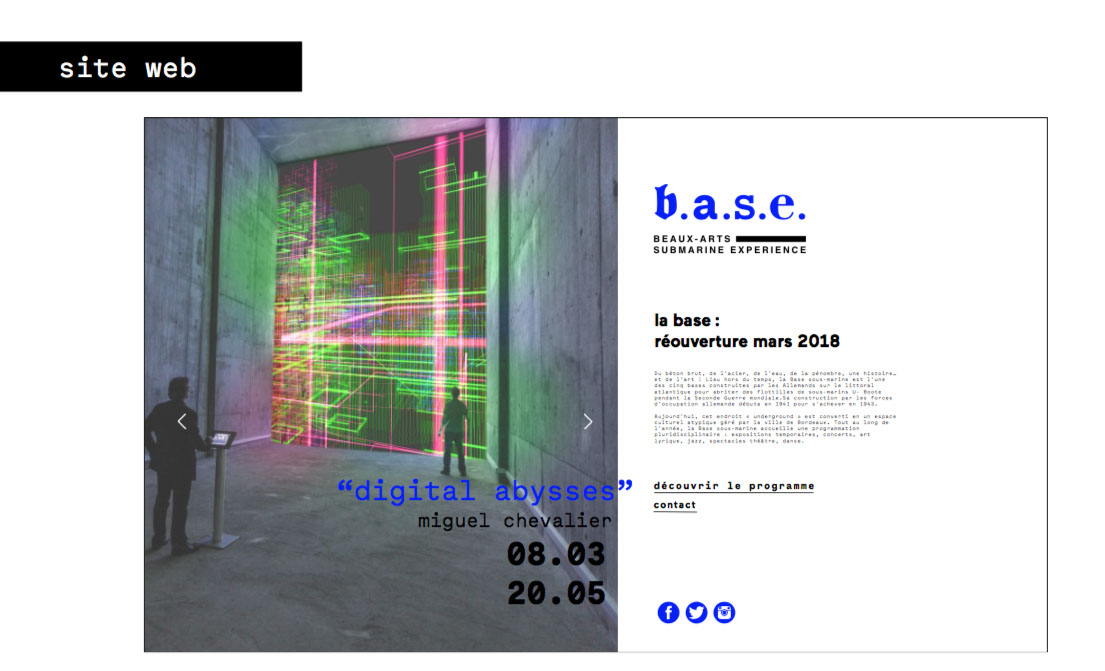 site web
b.a.s.e.
BEAUX-ARTS
SUBMARINE EXPERIENCE
la base :
réouverture mars 2018
Du béton brut, de l'acier, de l'eau, de la pénombre, une histoire…
et de l'art ! Lieu hors du temps, la Base sous-marine est l'une
des cinq bases construites par les Allemands sur le littoral
atlantique pour abriter des flottilles de sous-marins U- Boote
pendant la Seconde Guerre mondiale.Sa construction par les forces
d'occupation allemande débuta en 1941 pour s'achever en 1943.
Aujourd'hui, cet endroit « underground » est converti en un espace
culturel atypique géré par la ville de Bordeaux. Tout au long de
l'année, la Base sous-marine accueille une programmation
pluridisciplinaire : expositions temporaires, concerts, art
lyrique, jazz, spectacles théâtre, danse.
découvrir le programme
contact
“digital abysses”
miguel chevalier
08.03
20.05